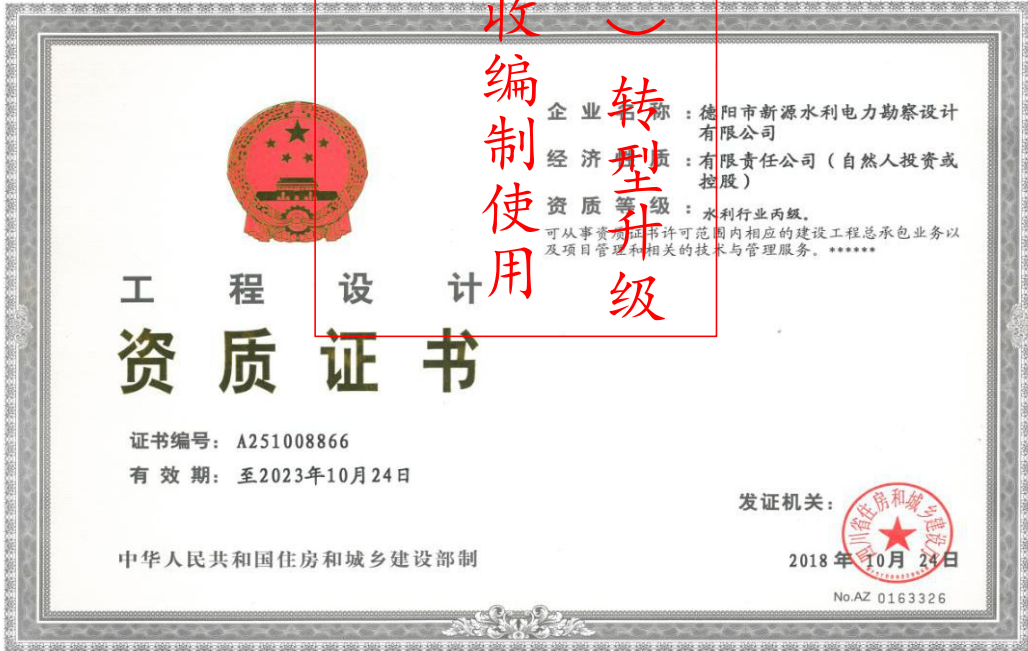 收编制使用
）转型升级
企业名称：德阳市新源水利电力勘察设计
有限公司
经济性质：有限责任公司（自然人投资或
控股）
资质等级：水利行业丙级。
可从事资质证书许可范围内相应的建设工程总承包业务以
及项目管理和相关的技术与管理服务。******
工程设计
资质证书
证书编号：A251008866
有效期：至2023年10月24日
发证机关：
四川省住房和城乡建设厅
中华人民共和国住房和城乡建设部制
2018年10月24日
No.AZ 0163326